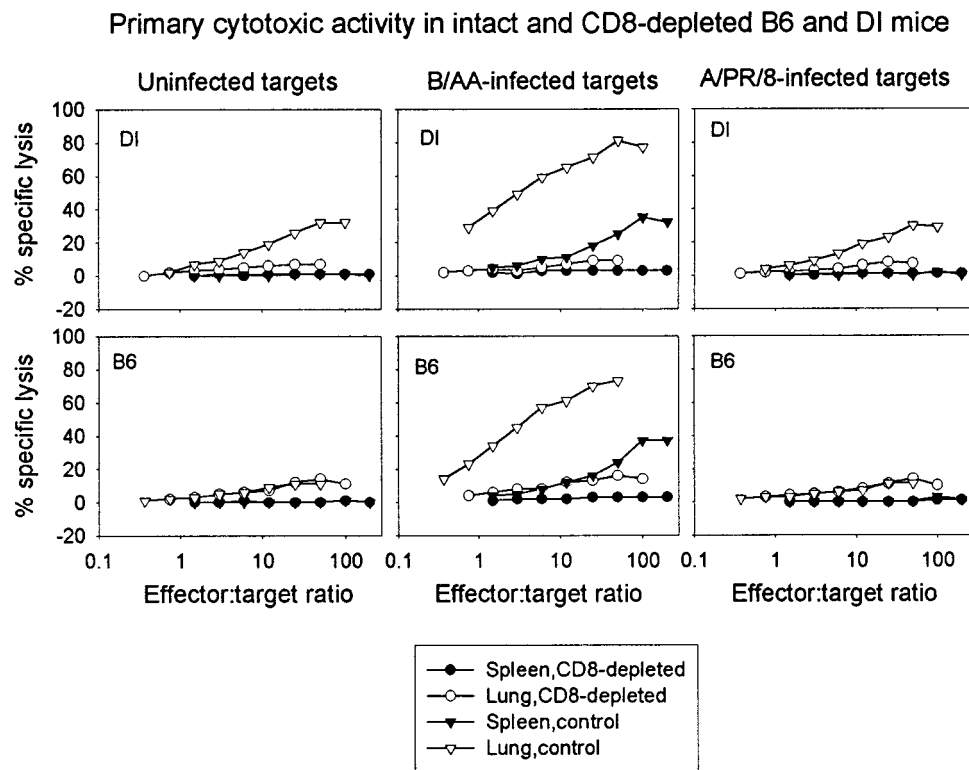 Primary cytotoxic activity in intact and CD8-depleted B6 and DI mice
Uninfected targets
B/AA-infected targets
A/PR/8-infected targets
% specific lysis
100
80
60
40
20
0
-20
DI
DI
DI
% specific lysis
100
80
60
40
20
0
-20
B6
B6
B6
0.1 1 10 100
0.1 1 10 100
0.1 1 10 100
Effector:target ratio
Effector:target ratio
Effector:target ratio
Spleen,CD8-depleted
Lung,CD8-depleted
Spleen,control
Lung,control